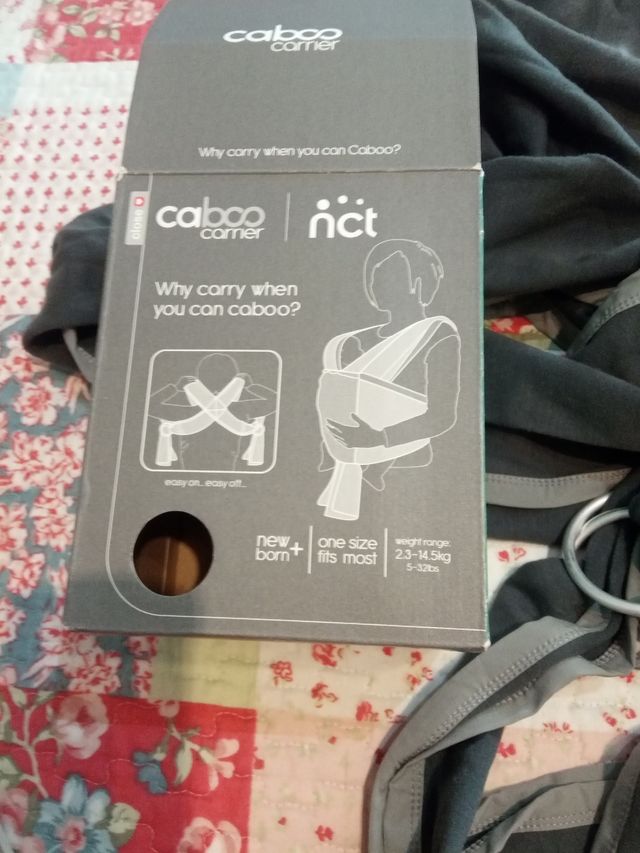 caboo
carrier
Why carry when you can Caboo?
close
caboo
carrier
nct
Why carry when
you can caboo?
easy on... easy off...
new
born+
one size
fits most
weight range:
2.3-14.5kg
5-32lbs